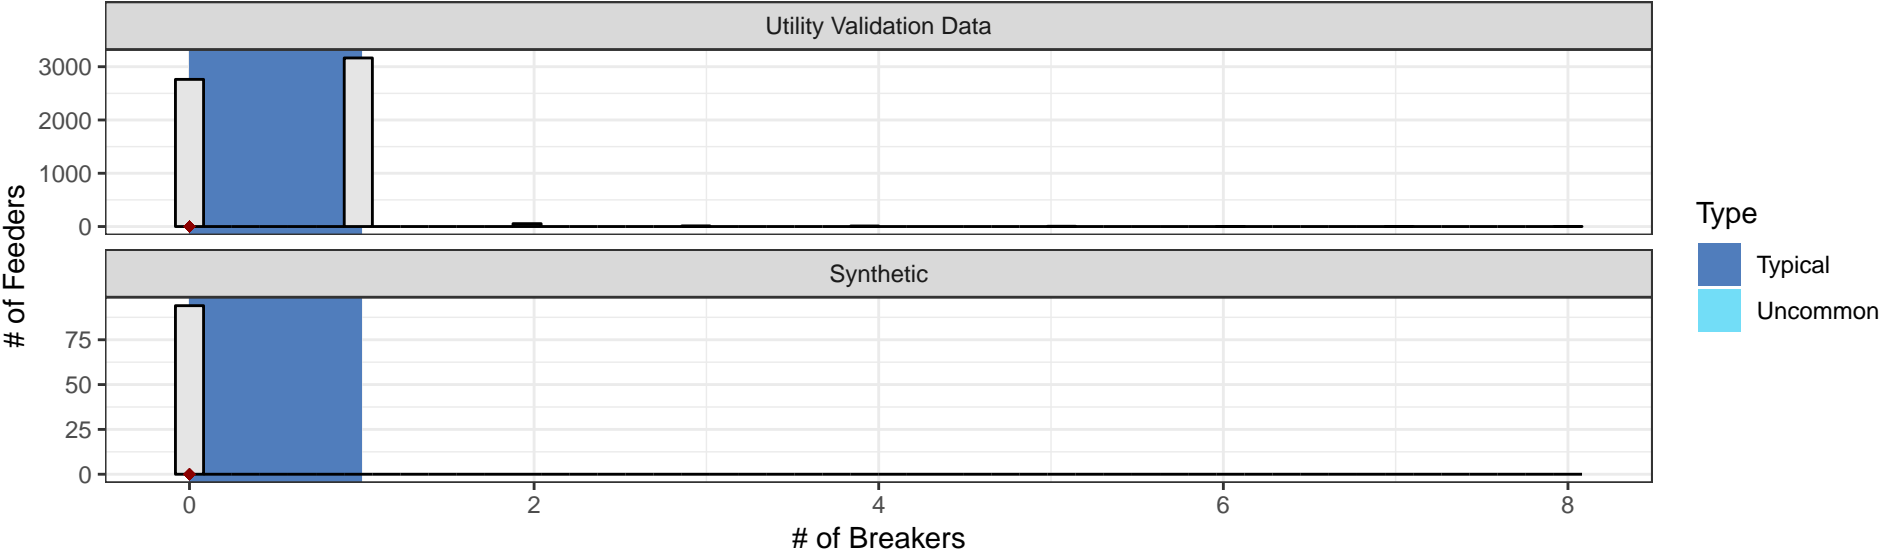 Utility Validation Data
3000
2000
1000
0
Synthetic
75
50
25
0
0 2 4 6 8
# of Breakers
# of Feeders
Type
Typical
Uncommon